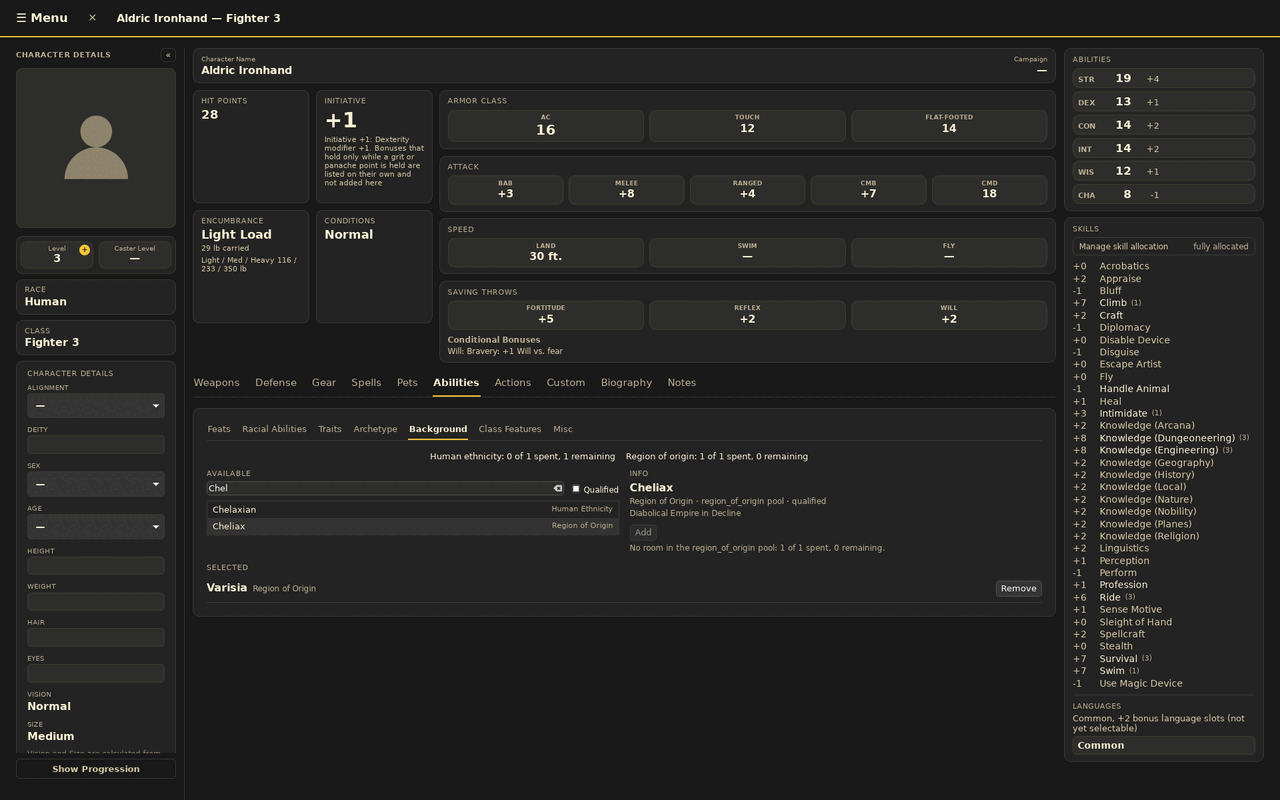 ☰ Menu ✕ Aldric Ironhand — Fighter 3
CHARACTER DETAILS «
Level
3
+
Caster Level
—
RACE
Human
CLASS
Fighter 3
CHARACTER DETAILS
ALIGNMENT
—
DEITY
SEX
—
AGE
—
HEIGHT
WEIGHT
HAIR
EYES
VISION
Normal
SIZE
Medium
Vision and Size are calculated from
Show Progression
Character Name
Aldric Ironhand
Campaign
—
HIT POINTS
28
INITIATIVE
+1
Initiative +1: Dexterity
modifier +1. Bonuses that
hold only while a grit or
panache point is held are
listed on their own and
not added here
ENCUMBRANCE
Light Load
29 lb carried
Light / Med / Heavy 116 /
233 / 350 lb
CONDITIONS
Normal
ARMOR CLASS
AC
16
TOUCH
12
FLAT-FOOTED
14
ATTACK
BAB
+3
MELEE
+8
RANGED
+4
CMB
+7
CMD
18
SPEED
LAND
30 ft.
SWIM
—
FLY
—
SAVING THROWS
FORTITUDE
+5
REFLEX
+2
WILL
+2
Conditional Bonuses
Will: Bravery: +1 Will vs. fear
Weapons Defense Gear Spells Pets Abilities Actions Custom Biography Notes
Feats Racial Abilities Traits Archetype Background Class Features Misc
Human ethnicity: 0 of 1 spent, 1 remaining Region of origin: 1 of 1 spent, 0 remaining
AVAILABLE
Chel
Qualified
Chelaxian Human Ethnicity
Cheliax Region of Origin
INFO
Cheliax
Region of Origin · region_of_origin pool · qualified
Diabolical Empire in Decline
Add
No room in the region_of_origin pool: 1 of 1 spent, 0 remaining.
SELECTED
Varisia Region of Origin Remove
ABILITIES
STR 19 +4
DEX 13 +1
CON 14 +2
INT 14 +2
WIS 12 +1
CHA 8 -1
SKILLS
Manage skill allocation fully allocated
+0 Acrobatics
+2 Appraise
-1 Bluff
+7 Climb (1)
+2 Craft
-1 Diplomacy
+0 Disable Device
-1 Disguise
+0 Escape Artist
+0 Fly
-1 Handle Animal
+1 Heal
+3 Intimidate (1)
+2 Knowledge (Arcana)
+8 Knowledge (Dungeoneering) (3)
+8 Knowledge (Engineering) (3)
+2 Knowledge (Geography)
+2 Knowledge (History)
+2 Knowledge (Local)
+2 Knowledge (Nature)
+2 Knowledge (Nobility)
+2 Knowledge (Planes)
+2 Knowledge (Religion)
+2 Linguistics
+1 Perception
-1 Perform
+1 Profession
+6 Ride (3)
+1 Sense Motive
+0 Sleight of Hand
+2 Spellcraft
+0 Stealth
+7 Survival (3)
+7 Swim (1)
-1 Use Magic Device
LANGUAGES
Common, +2 bonus language slots (not
yet selectable)
Common